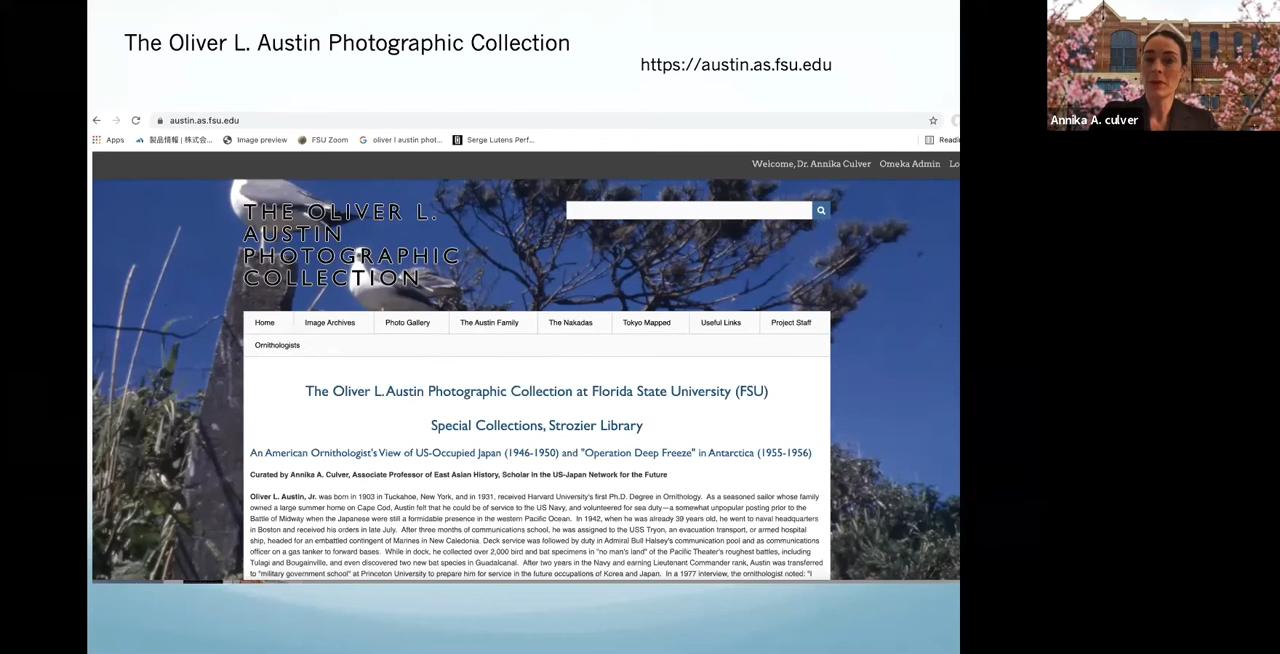 The Oliver L. Austin Photographic Collection
https://austin.as.fsu.edu
Annika A. culver
austin.as.fsu.edu
Apps 製品情報 | 株式会... Image preview FSU Zoom oliver l austin phot... Serge Lutens Perf... Readi
Welcome, Dr. Annika Culver Omeka Admin Lo
THE OLIVER L.
AUSTIN
PHOTOGRAPHIC
COLLECTION
Home Image Archives Photo Gallery The Austin Family The Nakadas Tokyo Mapped Useful Links Project Staff
Ornithologists
The Oliver L. Austin Photographic Collection at Florida State University (FSU)
Special Collections, Strozier Library
An American Ornithologist's View of US-Occupied Japan (1946-1950) and "Operation Deep Freeze" in Antarctica (1955-1956)
Curated by Annika A. Culver, Associate Professor of East Asian History, Scholar in the US-Japan Network for the Future
Oliver L. Austin, Jr. was born in 1903 in Tuckahoe, New York, and in 1931, received Harvard University's first Ph.D. Degree in Ornithology. As a seasoned sailor whose family
owned a large summer home on Cape Cod, Austin felt that he could be of service to the US Navy, and volunteered for sea duty—a somewhat unpopular posting prior to the
Battle of Midway when the Japanese were still a formidable presence in the western Pacific Ocean. In 1942, when he was already 39 years old, he went to naval headquarters
in Boston and received his orders in late July. After three months of communications school, he was assigned to the USS Tryon, an evacuation transport, or armed hospital
ship, headed for an embattled contingent of Marines in New Caledonia. Deck service was followed by duty in Admiral Bull Halsey's communication pool and as communications
officer on a gas tanker to forward bases. While in dock, he collected over 2,000 bird and bat specimens in "no man's land" of the Pacific Theater's roughest battles, including
Tulagi and Bougainville, and even discovered two new bat species in Guadalcanal. After two years in the Navy and earning Lieutenant Commander rank, Austin was transferred
to "military government school" at Princeton University to prepare him for service in the future occupations of Korea and Japan. In a 1977 interview, the ornithologist noted: "I